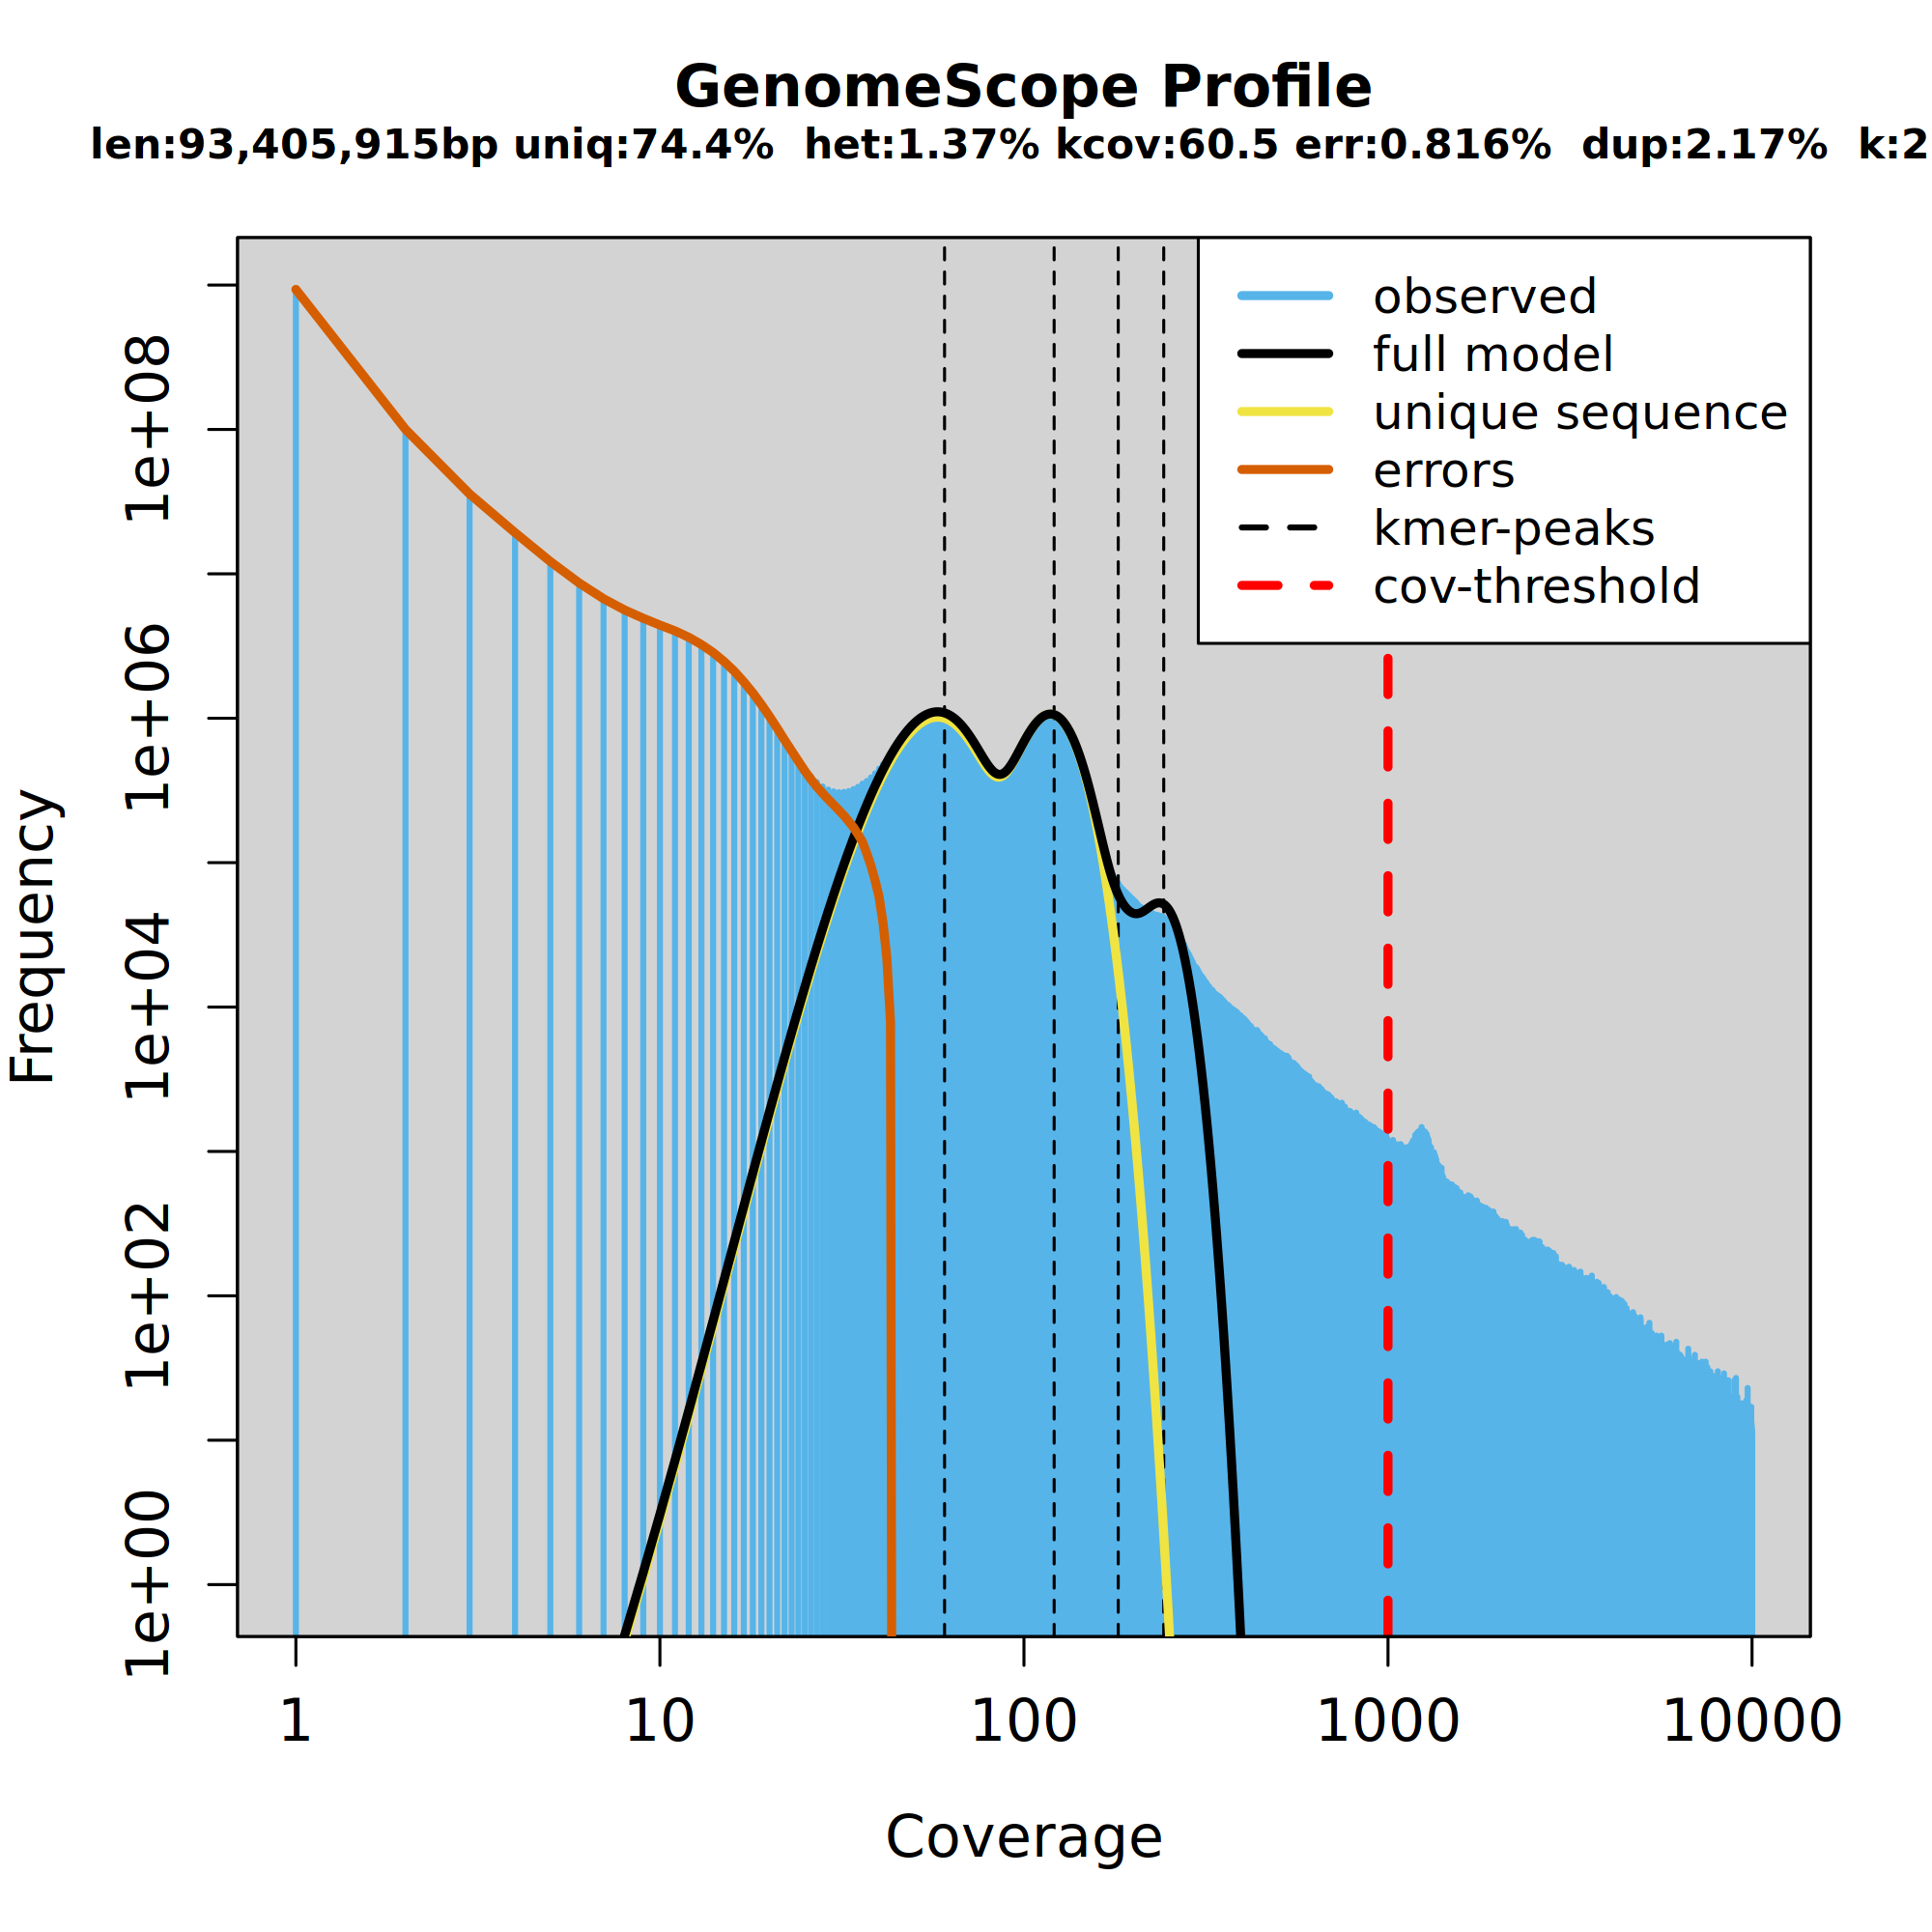 GenomeScope Profile
len:93,405,915bp uniq:74.4% het:1.37% kcov:60.5 err:0.816% dup:2.17% k:2
observed
full model
unique sequence
errors
kmer-peaks
cov-threshold
Frequency
1e+08
1e+06
1e+04
1e+02
1e+00
1 10 100 1000 10000
Coverage